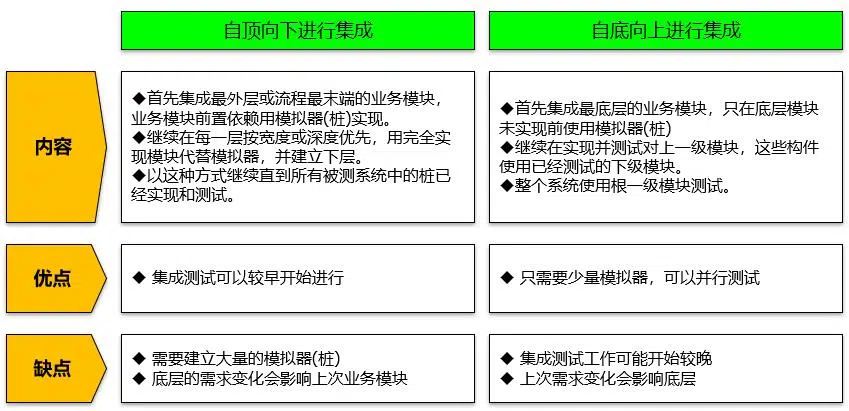 自顶向下进行集成
自底向上进行集成
内容
◆首先集成最外层或流程最末端的业务模块，
业务模块前置依赖用模拟器(桩)实现。
◆继续在每一层按宽度或深度优先，用完全实
现模块代替模拟器，并建立下层。
◆以这种方式继续直到所有被测系统中的桩已
经实现和测试。
◆首先集成最底层的业务模块，只在底层模块
未实现前使用模拟器(桩)
◆继续在实现并测试对上一级模块，这些构件
使用已经测试的下级模块。
◆整个系统使用根一级模块测试。
优点
◆ 集成测试可以较早开始进行
◆ 只需要少量模拟器，可以并行测试
缺点
◆ 需要建立大量的模拟器(桩)
◆ 底层的需求变化会影响上次业务模块
◆ 集成测试工作可能开始较晚
◆ 上次需求变化会影响底层